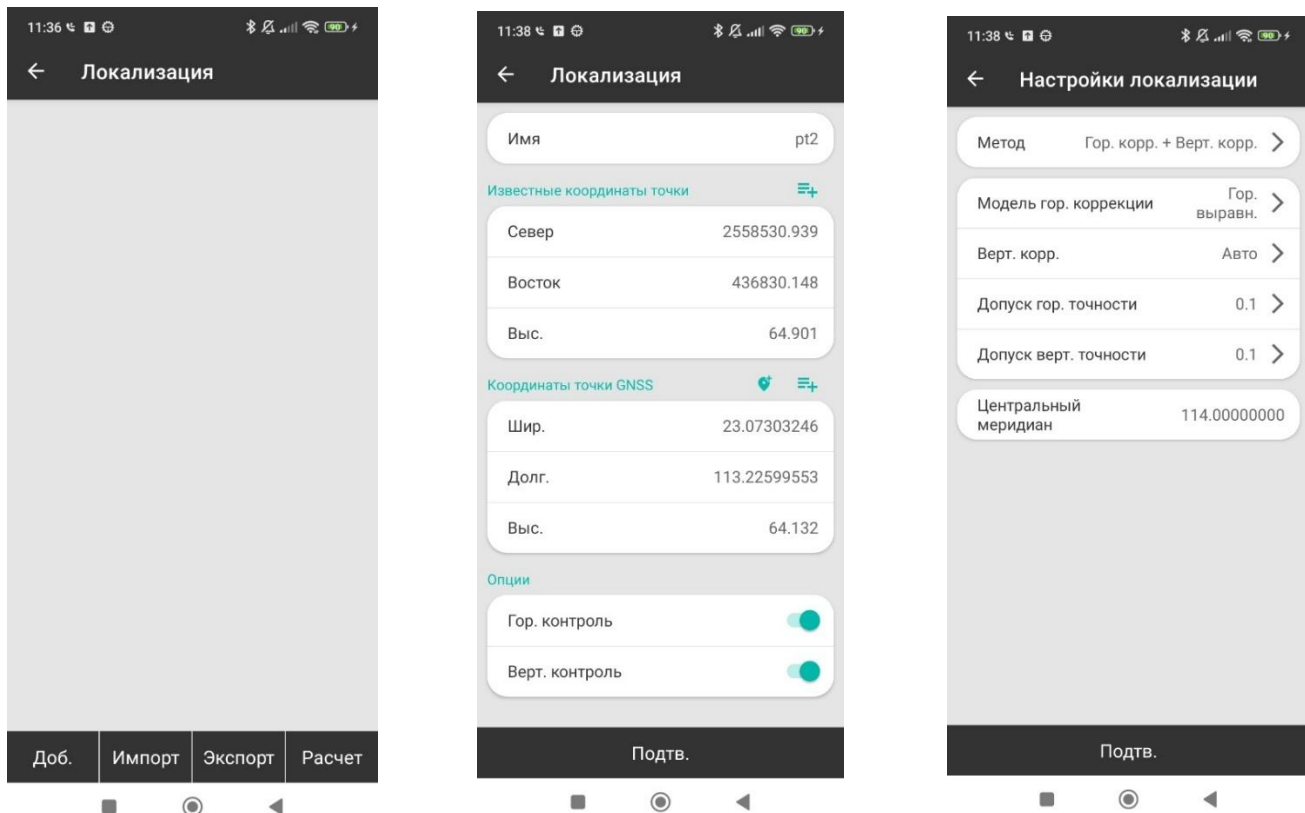 11:36
90
Локализация
Доб.
Импорт
Экспорт
Расчет
11:38
90
Локализация
Имя pt2
Известные координаты точки
Север 2558530.939
Восток 436830.148
Выс. 64.901
Координаты точки GNSS
Шир. 23.07303246
Долг. 113.22599553
Выс. 64.132
Опции
Гор. контроль
Верт. контроль
Подтв.
11:38
90
Настройки локализации
Метод Гор. корр. + Верт. корр.
Модель гор. коррекции Гор.
выравн.
Верт. корр. Авто
Допуск гор. точности 0.1
Допуск верт. точности 0.1
Центральный
меридиан 114.00000000
Подтв.